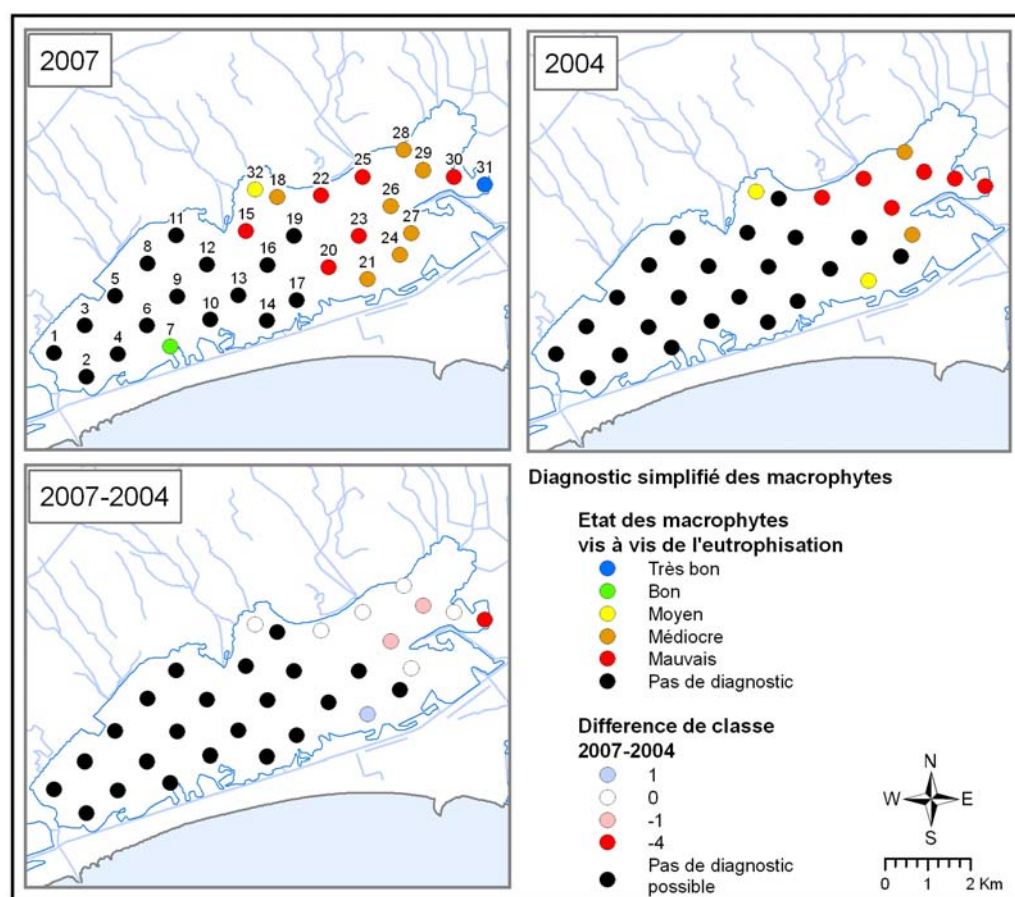 2007
28
29
30
31
25
32
18
22
26
27
11
15
19
23
24
8
12
16
20
21
5
9
13
17
3
6
10
14
1
4
7
2
2004
2007-2004
Diagnostic simplifié des macrophytes
Etat des macrophytes
vis à vis de l'eutrophisation
Très bon
Bon
Moyen
Médiocre
Mauvais
Pas de diagnostic
Difference de classe
2007-2004
1
0
-1
-4
Pas de diagnostic
possible
N
W E
S
0 1 2 Km